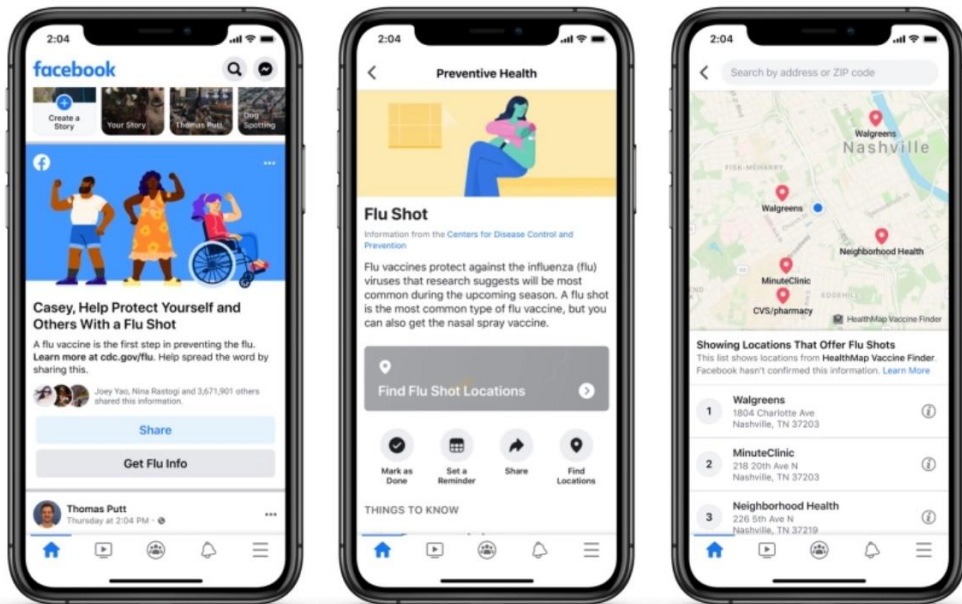 2:04
facebook
Create a
Story
Your Story
Thomas Putt
Dog
Spotting
Casey, Help Protect Yourself and
Others With a Flu Shot
A flu vaccine is the first step in preventing the flu.
Learn more at cdc.gov/flu. Help spread the word by
sharing this.
Joey Yao, Nina Rastogi and 3,671,901 others
shared this information.
Share
Get Flu Info
Thomas Putt
Thursday at 2:04 PM ·
2:04
Preventive Health
Flu Shot
Information from the Centers for Disease Control and
Prevention
Flu vaccines protect against the influenza (flu)
viruses that research suggests will be most
common during the upcoming season. A flu shot
is the most common type of flu vaccine, but you
can also get the nasal spray vaccine.
Find Flu Shot Locations
Mark as
Done
Set a
Reminder
Share
Find
Locations
THINGS TO KNOW
2:04
Search by address or ZIP code
Walgreens
Nashville
FISK-MEHARRY
Walgreens
Neighborhood Health
MinuteClinic
EDGEHILL
CVS/pharmacy
HealthMap Vaccine Finder
Showing Locations That Offer Flu Shots
This list shows locations from HealthMap Vaccine Finder.
Facebook hasn't confirmed this information. Learn More
1
Walgreens
1804 Charlotte Ave
Nashville, TN 37203
2
MinuteClinic
218 20th Ave N
Nashville, TN 37203
3
Neighborhood Health
226 5th Ave N
Nashville, TN 37219